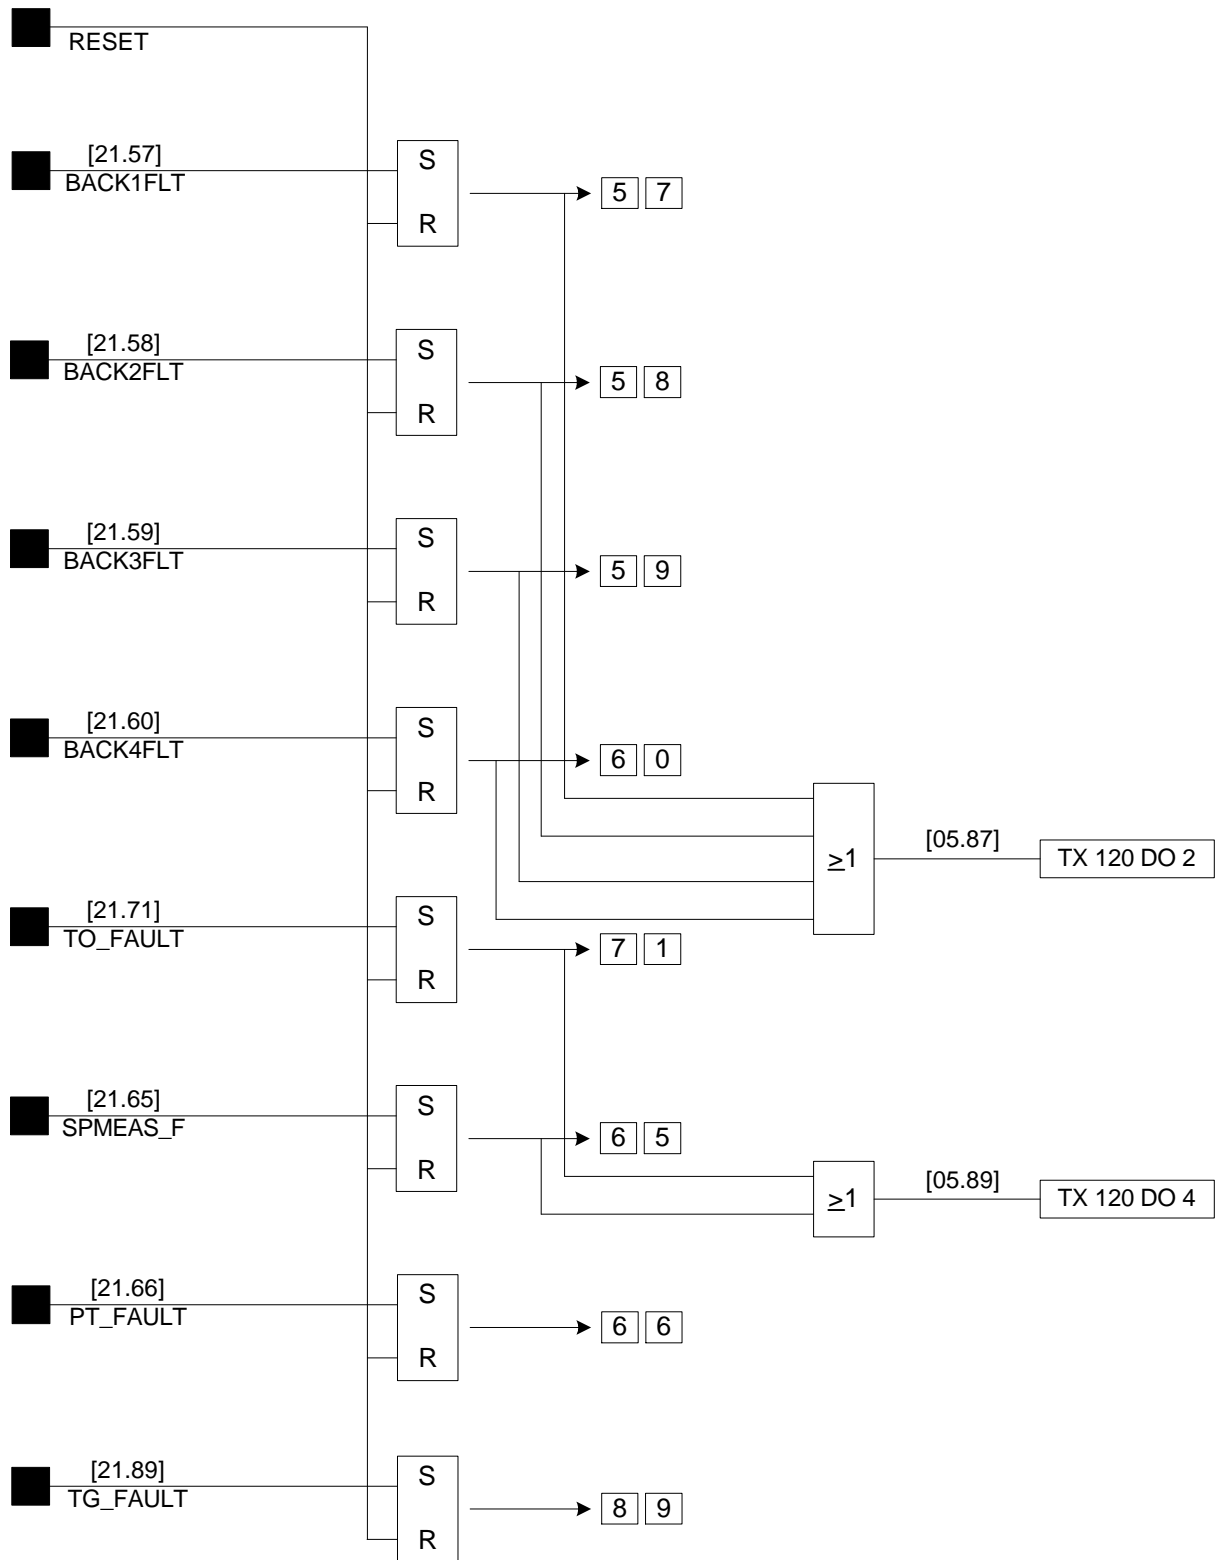 RESET
[21.57]
BACK1FLT
S
R
5 7
[21.58]
BACK2FLT
S
R
5 8
[21.59]
BACK3FLT
S
R
5 9
[21.60]
BACK4FLT
S
R
6 0
≥1
[05.87]
TX 120 DO 2
[21.71]
TO_FAULT
S
R
7 1
[21.65]
SPMEAS_F
S
R
6 5
≥1
[05.89]
TX 120 DO 4
[21.66]
PT_FAULT
S
R
6 6
[21.89]
TG_FAULT
S
R
8 9